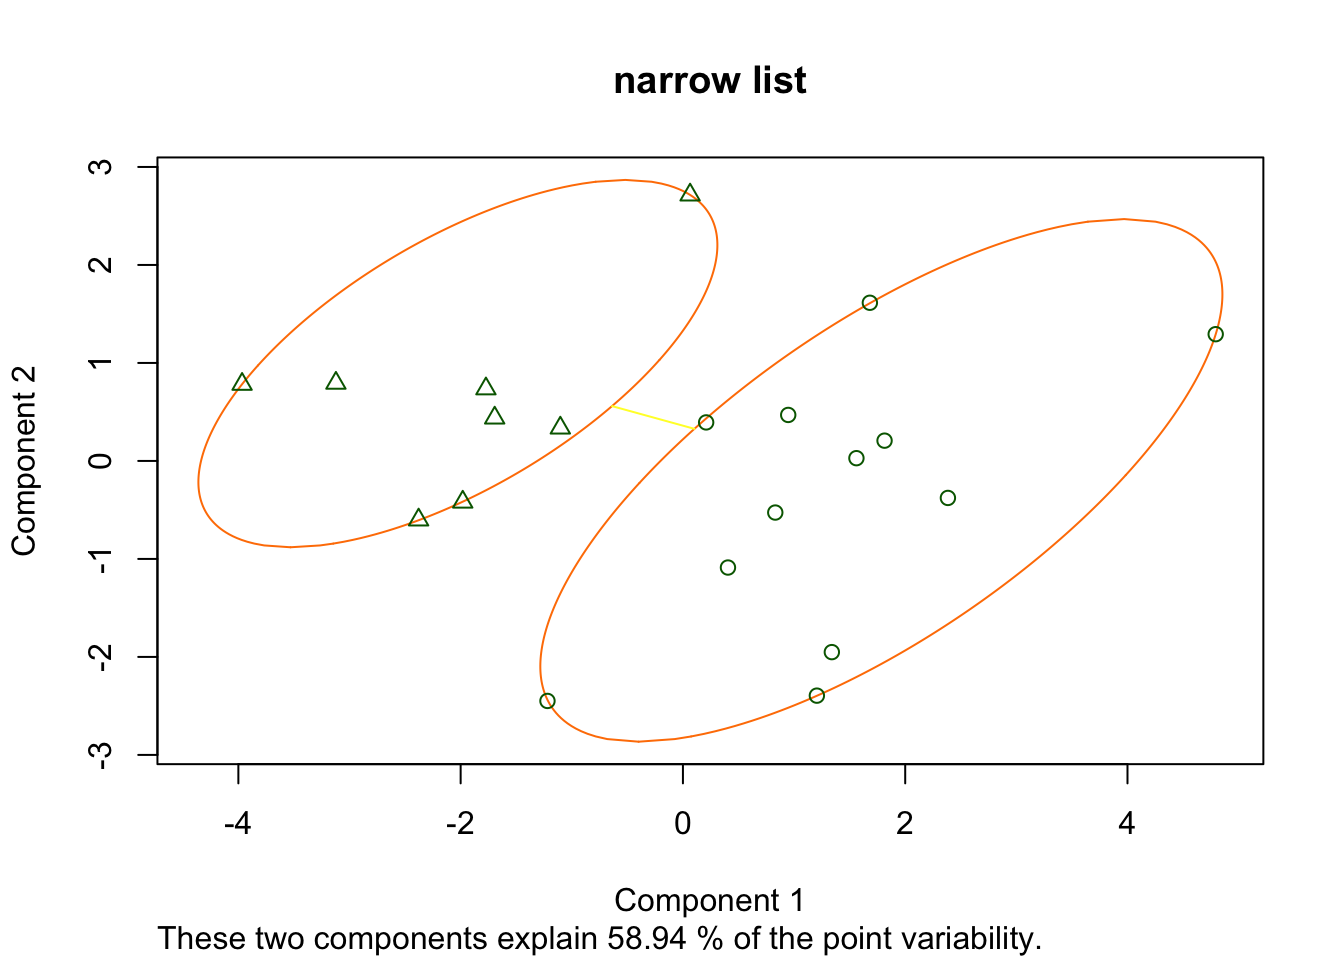 narrow list
3
2
1
0
-1
-2
-3
Component 2
-4 -2 0 2 4
Component 1
These two components explain 58.94 % of the point variability.